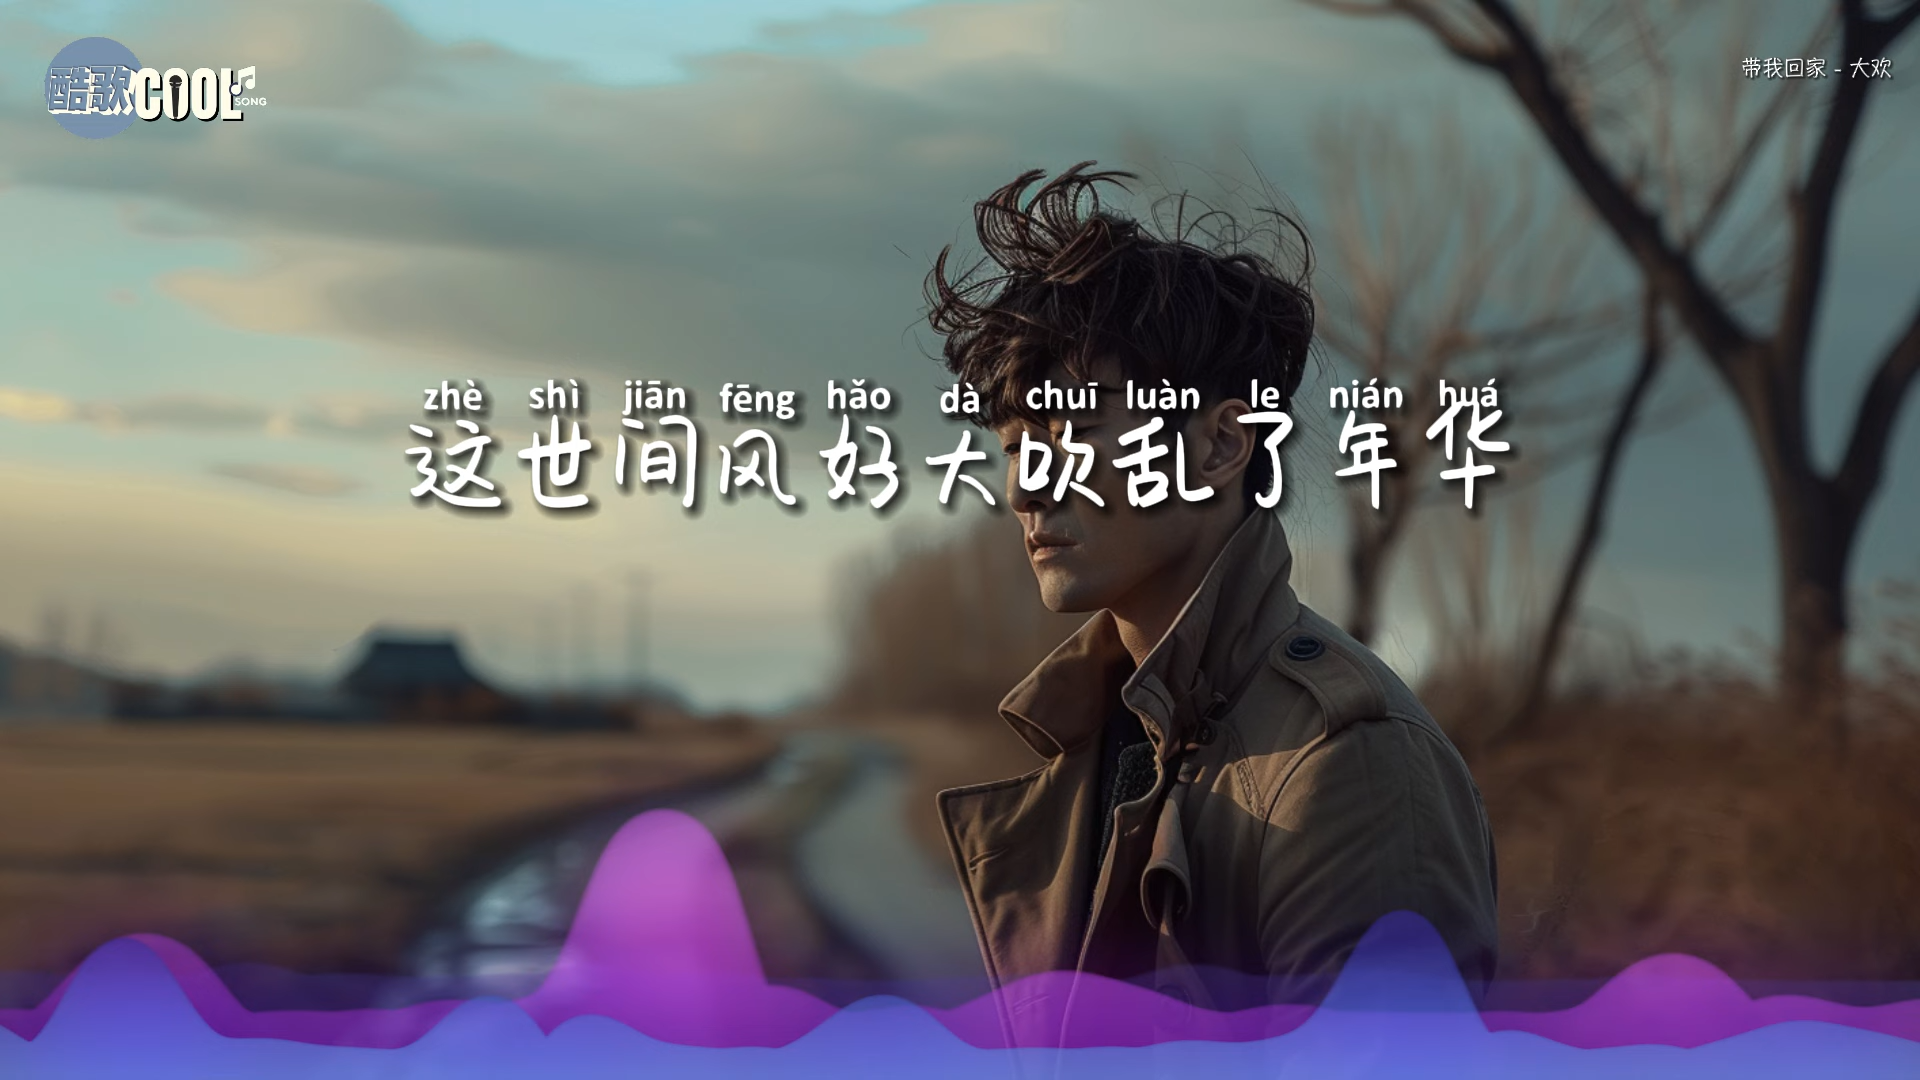 酷歌COOL
SONG
带我回家 - 大欢
zhè shì jiān fēng hǎo dà chuī luàn le nián huá
这世间风好大吹乱了年华